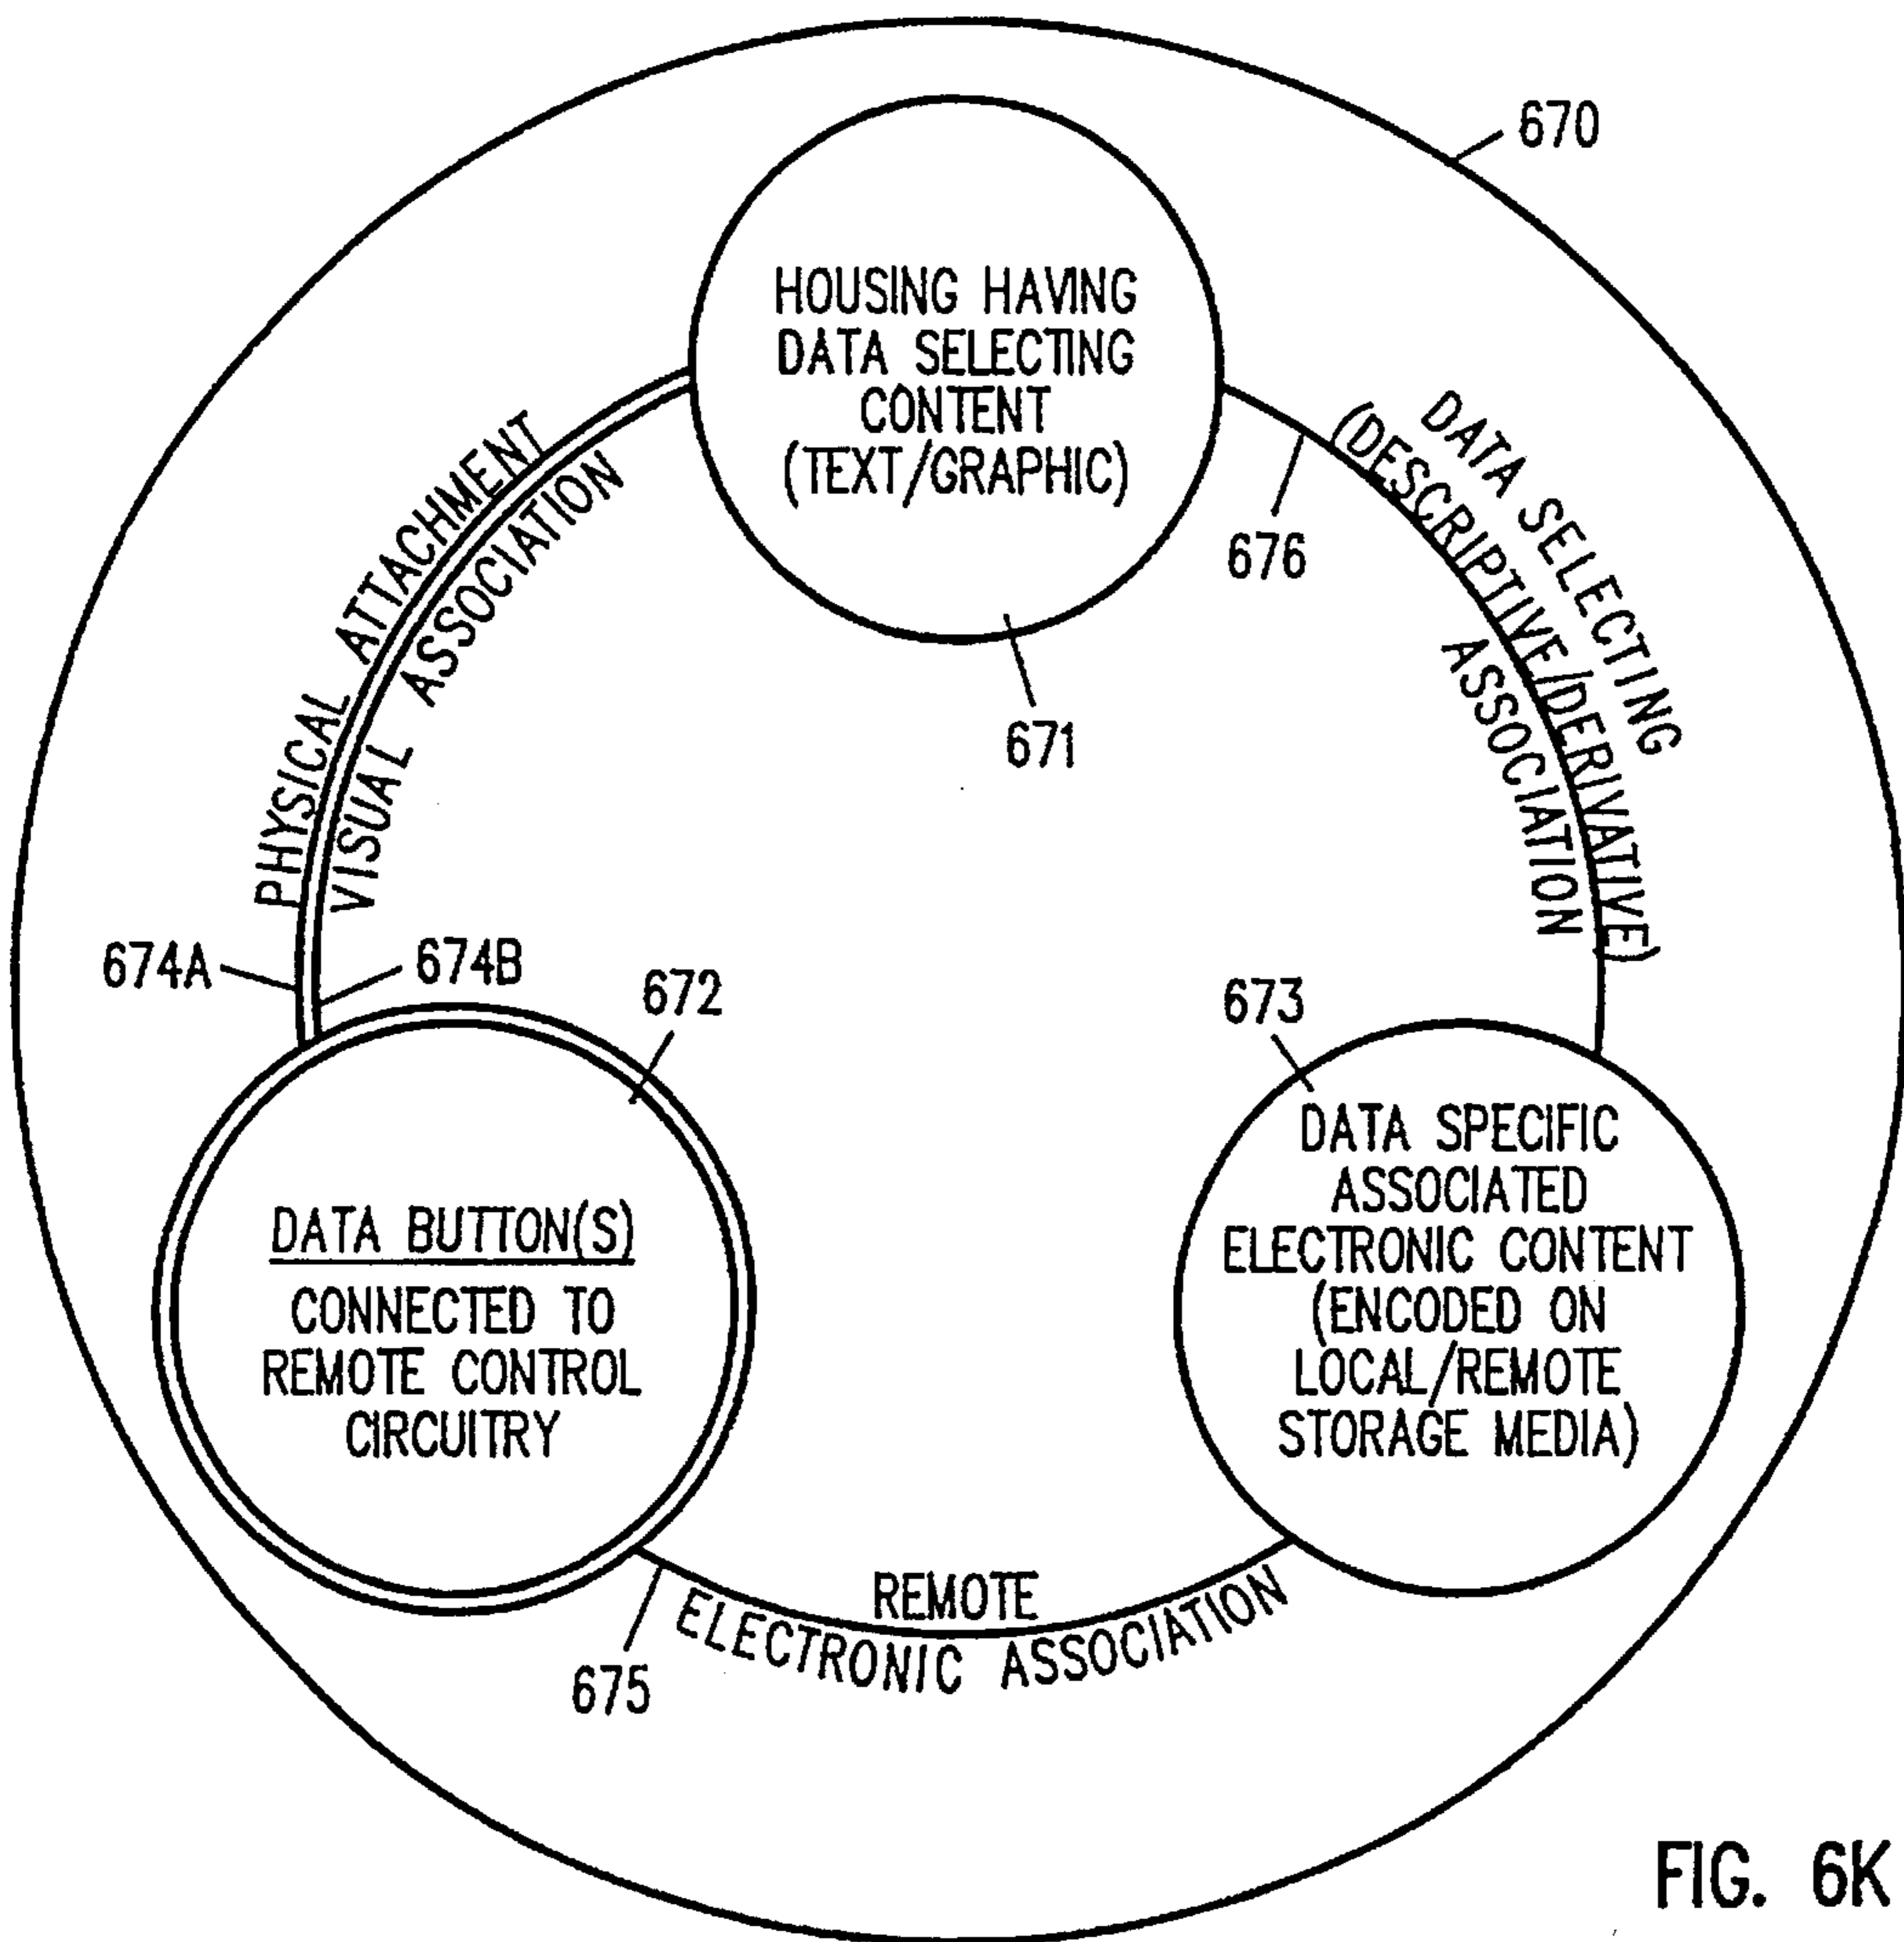 670
HOUSING HAVING
DATA SELECTING
CONTENT
(TEXT/GRAPHIC)
671
676
PHYSICAL ATTACHMENT
VISUAL ASSOCIATION
DATA SELECTING
(DESCRIPTIVE/DERIVATIVE)
ASSOCIATION
674A
674B
672
673
DATA BUTTON(S)
CONNECTED TO
REMOTE CONTROL
CIRCUITRY
DATA SPECIFIC
ASSOCIATED
ELECTRONIC CONTENT
(ENCODED ON
LOCAL/REMOTE
STORAGE MEDIA)
REMOTE
ELECTRONIC ASSOCIATION
675
FIG. 6K